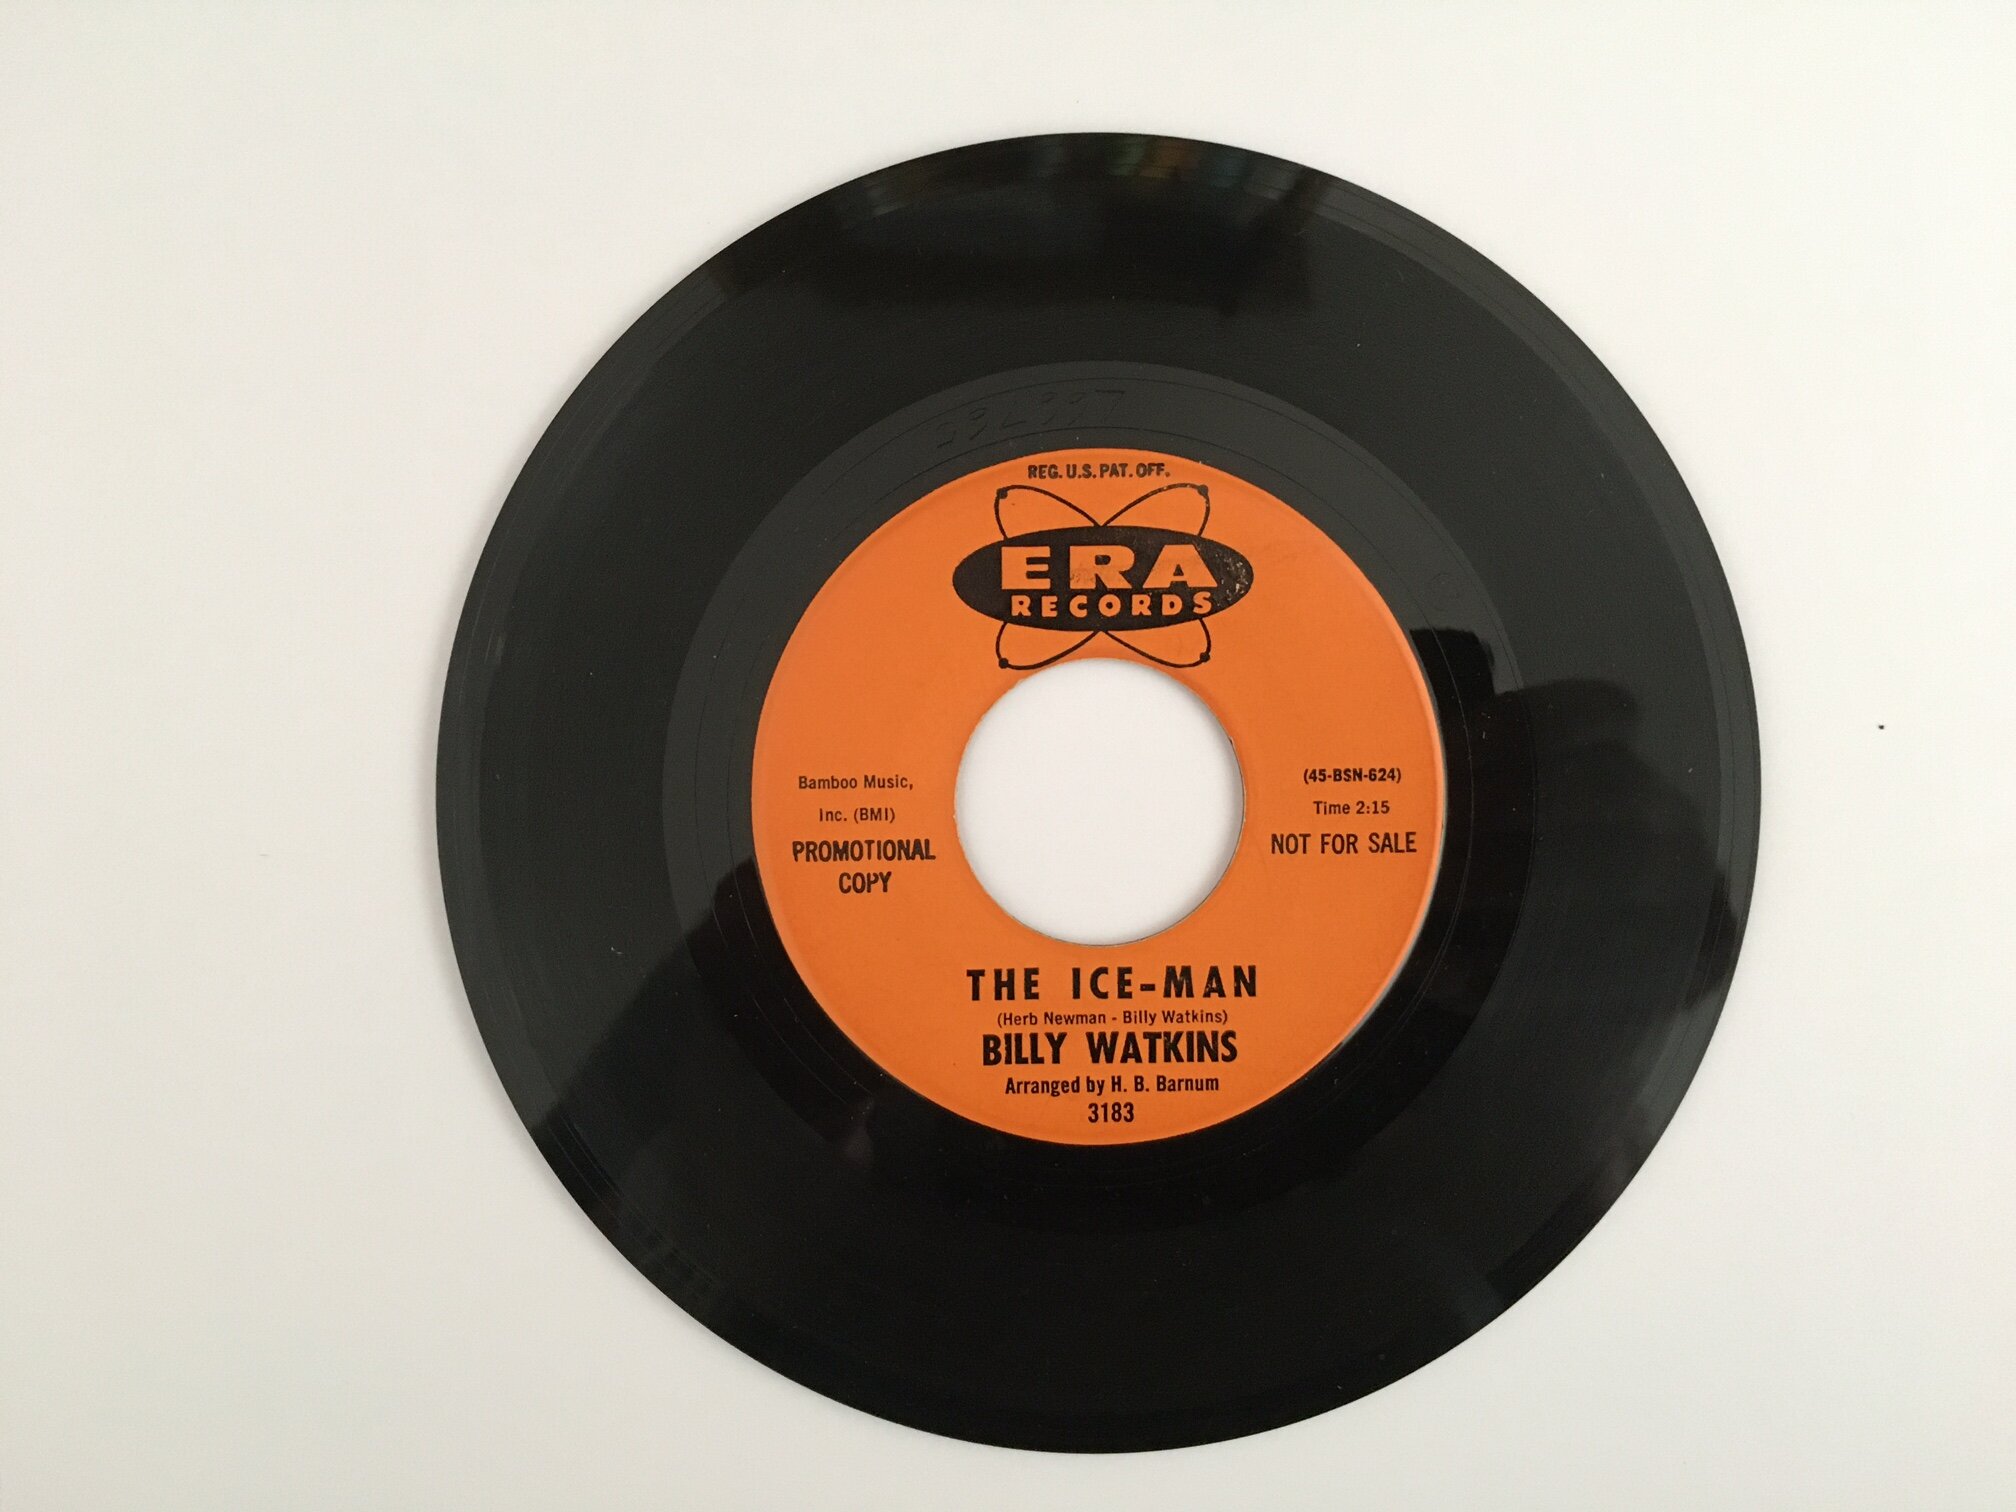 REG. U.S. PAT. OFF.
ERA
RECORDS
Bamboo Music,
Inc. (BMI)
PROMOTIONAL
COPY
(45-BSN-624)
Time 2:15
NOT FOR SALE
THE ICE-MAN
(Herb Newman - Billy Watkins)
BILLY WATKINS
Arranged by H. B. Barnum
3183